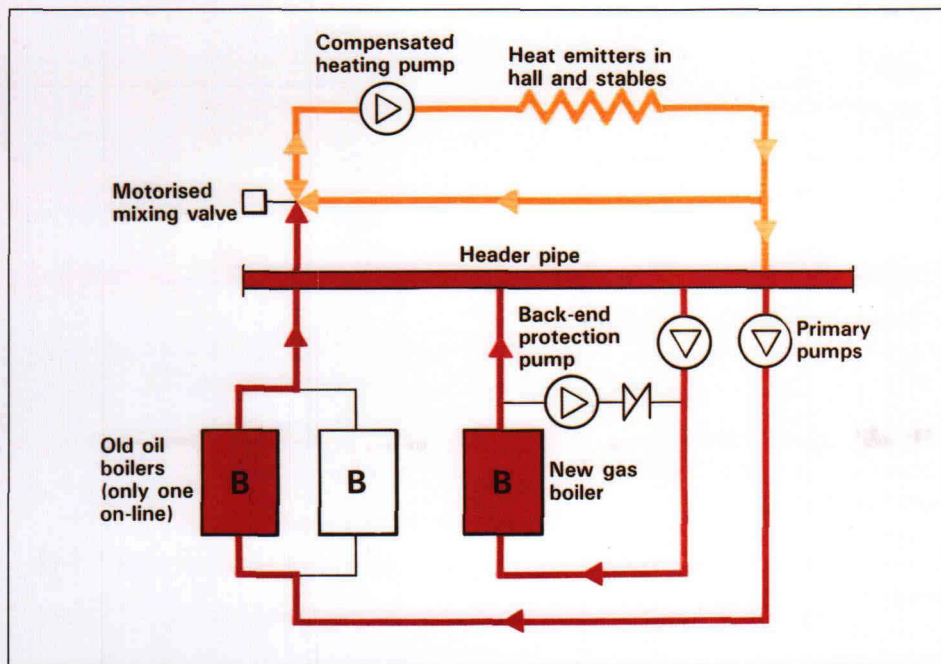 Compensated
heating pump
Heat emitters in
hall and stables
Motorised
mixing valve
Header pipe
Back-end
protection
pump
Primary
pumps
Old oil
boilers
(only one
on-line)
B
B
B
New gas
boiler